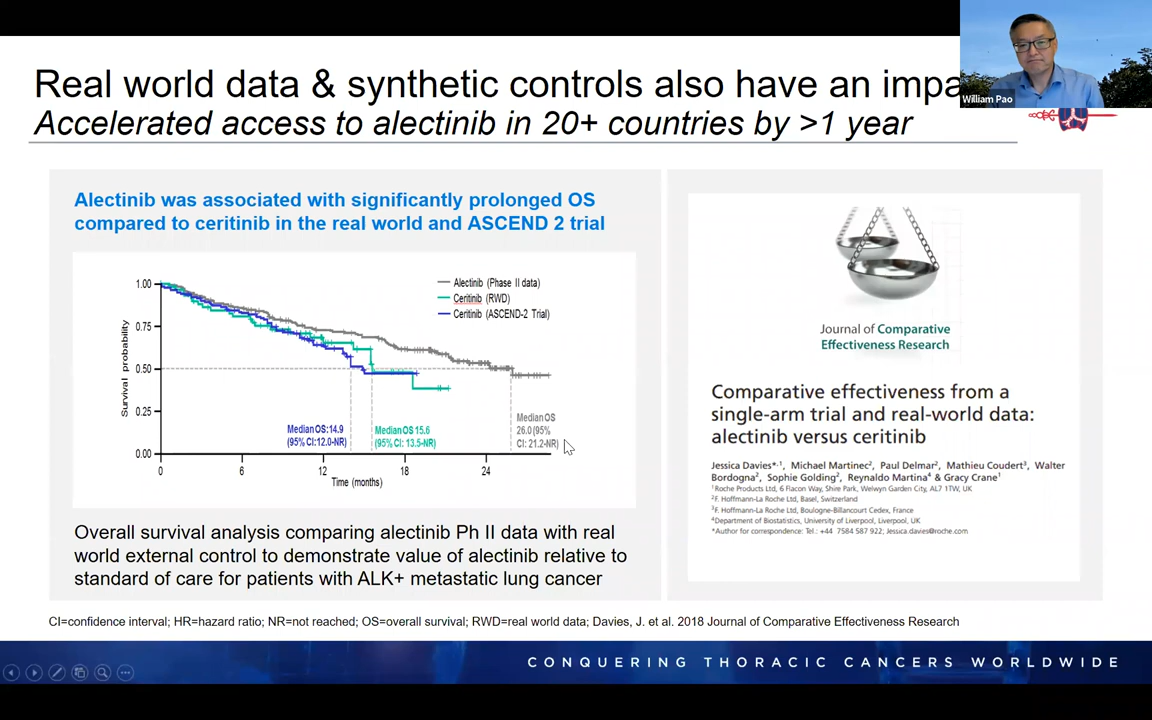 Real world data & synthetic controls also have an impa
Accelerated access to alectinib in 20+ countries by >1 year
William Pao
Alectinib was associated with significantly prolonged OS
compared to ceritinib in the real world and ASCEND 2 trial
Survival probability
1.00
0.75
0.50
0.25
0.00
Alectinib (Phase II data)
Ceritinib (RWD)
Ceritinib (ASCEND-2 Trial)
Median OS:14.9
(95% CI:12.0-NR)
Median OS 15.6
(95% CI: 13.5-NR)
Median OS
26.0 (95%
CI: 21.2-NR)
0 6 12 18 24
Time (months)
Overall survival analysis comparing alectinib Ph II data with real
world external control to demonstrate value of alectinib relative to
standard of care for patients with ALK+ metastatic lung cancer
Journal of Comparative
Effectiveness Research
Comparative effectiveness from a
single-arm trial and real-world data:
alectinib versus ceritinib
Jessica Davies*,1, Michael Martinec2, Paul Delmar2, Mathieu Coudert3, Walter
Bordogna2, Sophie Golding2, Reynaldo Martina4 & Gracy Crane1
1Roche Products Ltd, 6 Falcon Way, Shire Park, Welwyn Garden City, AL7 1TW, UK
2F. Hoffmann-La Roche Ltd, Basel, Switzerland
3F. Hoffmann-La Roche Ltd, Boulogne-Billancourt Cedex, France
4Department of Biostatistics, University of Liverpool, Liverpool, UK
*Author for correspondence: Tel.: +44 7584 587 922; Jessica.davies@roche.com
CI=confidence interval; HR=hazard ratio; NR=not reached; OS=overall survival; RWD=real world data; Davies, J. et al. 2018 Journal of Comparative Effectiveness Research
CONQUERING THORACIC CANCERS WORLDWIDE